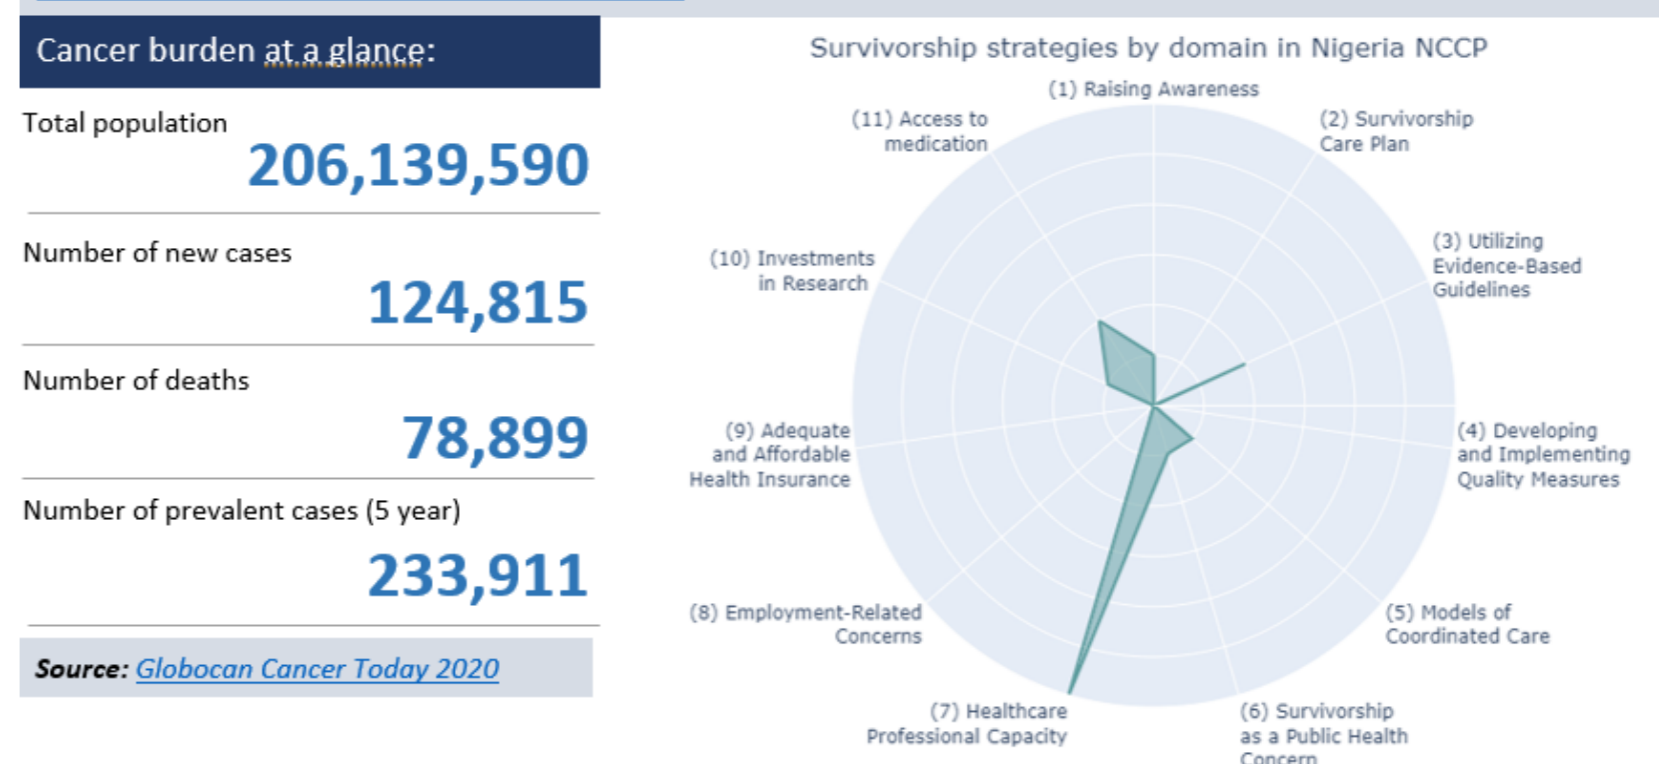 Cancer burden at a glance:
Total population
206,139,590
Number of new cases
124,815
Number of deaths
78,899
Number of prevalent cases (5 year)
233,911
Source: Globocan Cancer Today 2020
Survivorship strategies by domain in Nigeria NCCP
(1) Raising Awareness
(2) Survivorship
Care Plan
(3) Utilizing
Evidence-Based
Guidelines
(4) Developing
and Implementing
Quality Measures
(5) Models of
Coordinated Care
(6) Survivorship
as a Public Health
Concern
(7) Healthcare
Professional Capacity
(8) Employment-Related
Concerns
(9) Adequate
and Affordable
Health Insurance
(10) Investments
in Research
(11) Access to
medication